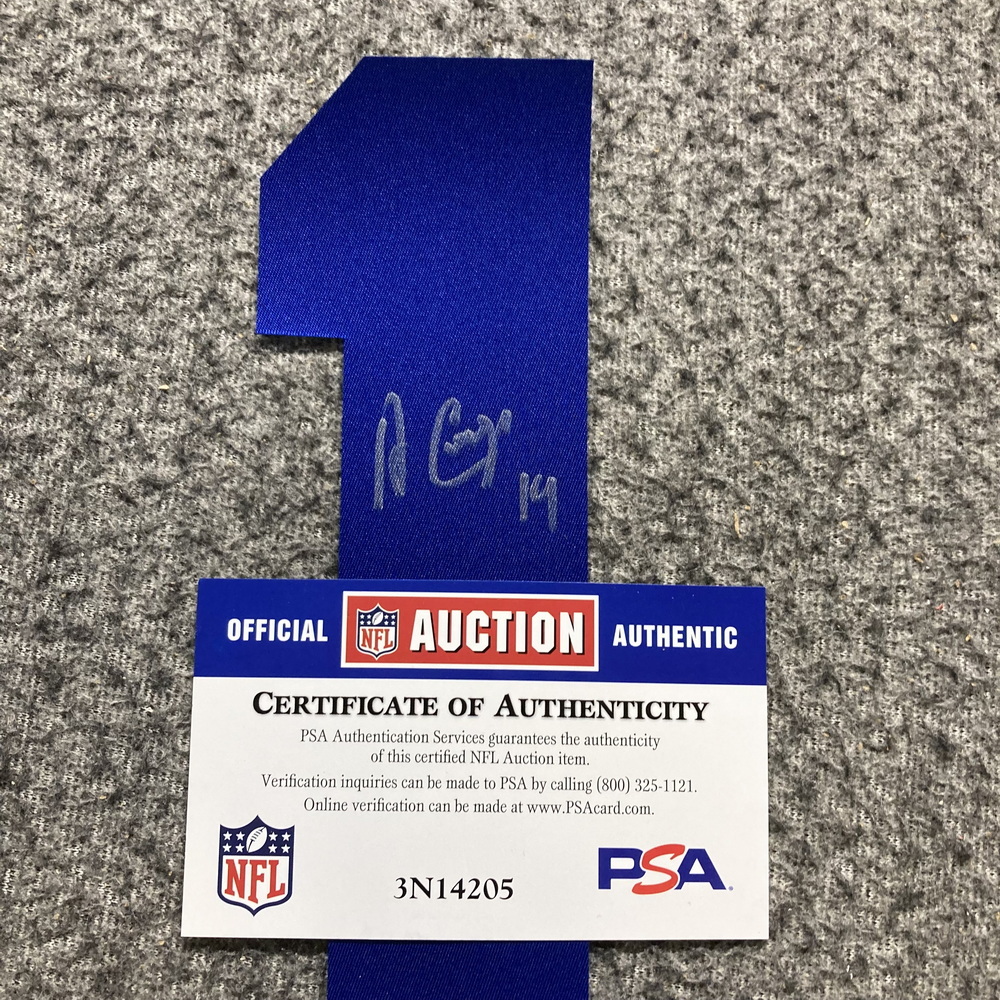 19
OFFICIAL NFL AUCTION AUTHENTIC
CERTIFICATE OF AUTHENTICITY
PSA Authentication Services guarantees the authenticity
of this certified NFL Auction item.
Verification inquiries can be made to PSA by calling (800) 325-1121.
Online verification can be made at www.PSAcard.com.
NFL
3N14205
PSA